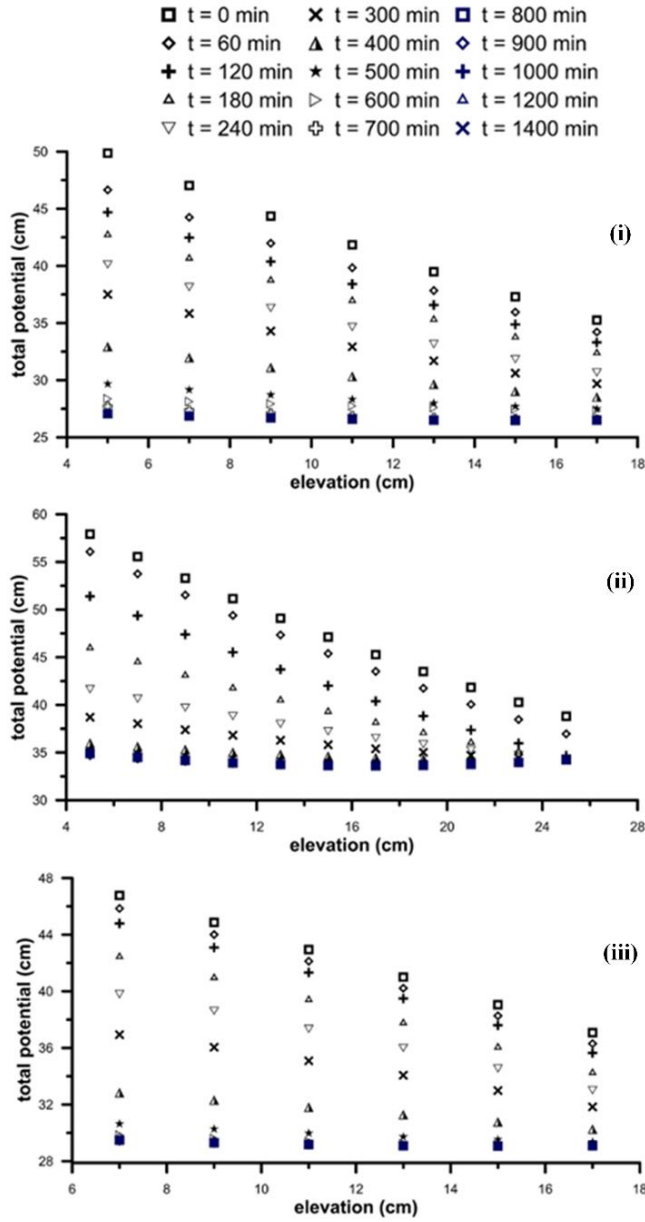 t = 0 min t = 300 min t = 800 min
t = 60 min t = 400 min t = 900 min
t = 120 min t = 500 min t = 1000 min
t = 180 min t = 600 min t = 1200 min
t = 240 min t = 700 min t = 1400 min
50
45
40
35
30
25
total potential (cm)
(i)
4 6 8 10 12 14 16 18
elevation (cm)
60
55
50
45
40
35
30
total potential (cm)
(ii)
4 8 12 16 20 24 28
elevation (cm)
48
44
40
36
32
28
total potential (cm)
(iii)
6 8 10 12 14 16 18
elevation (cm)